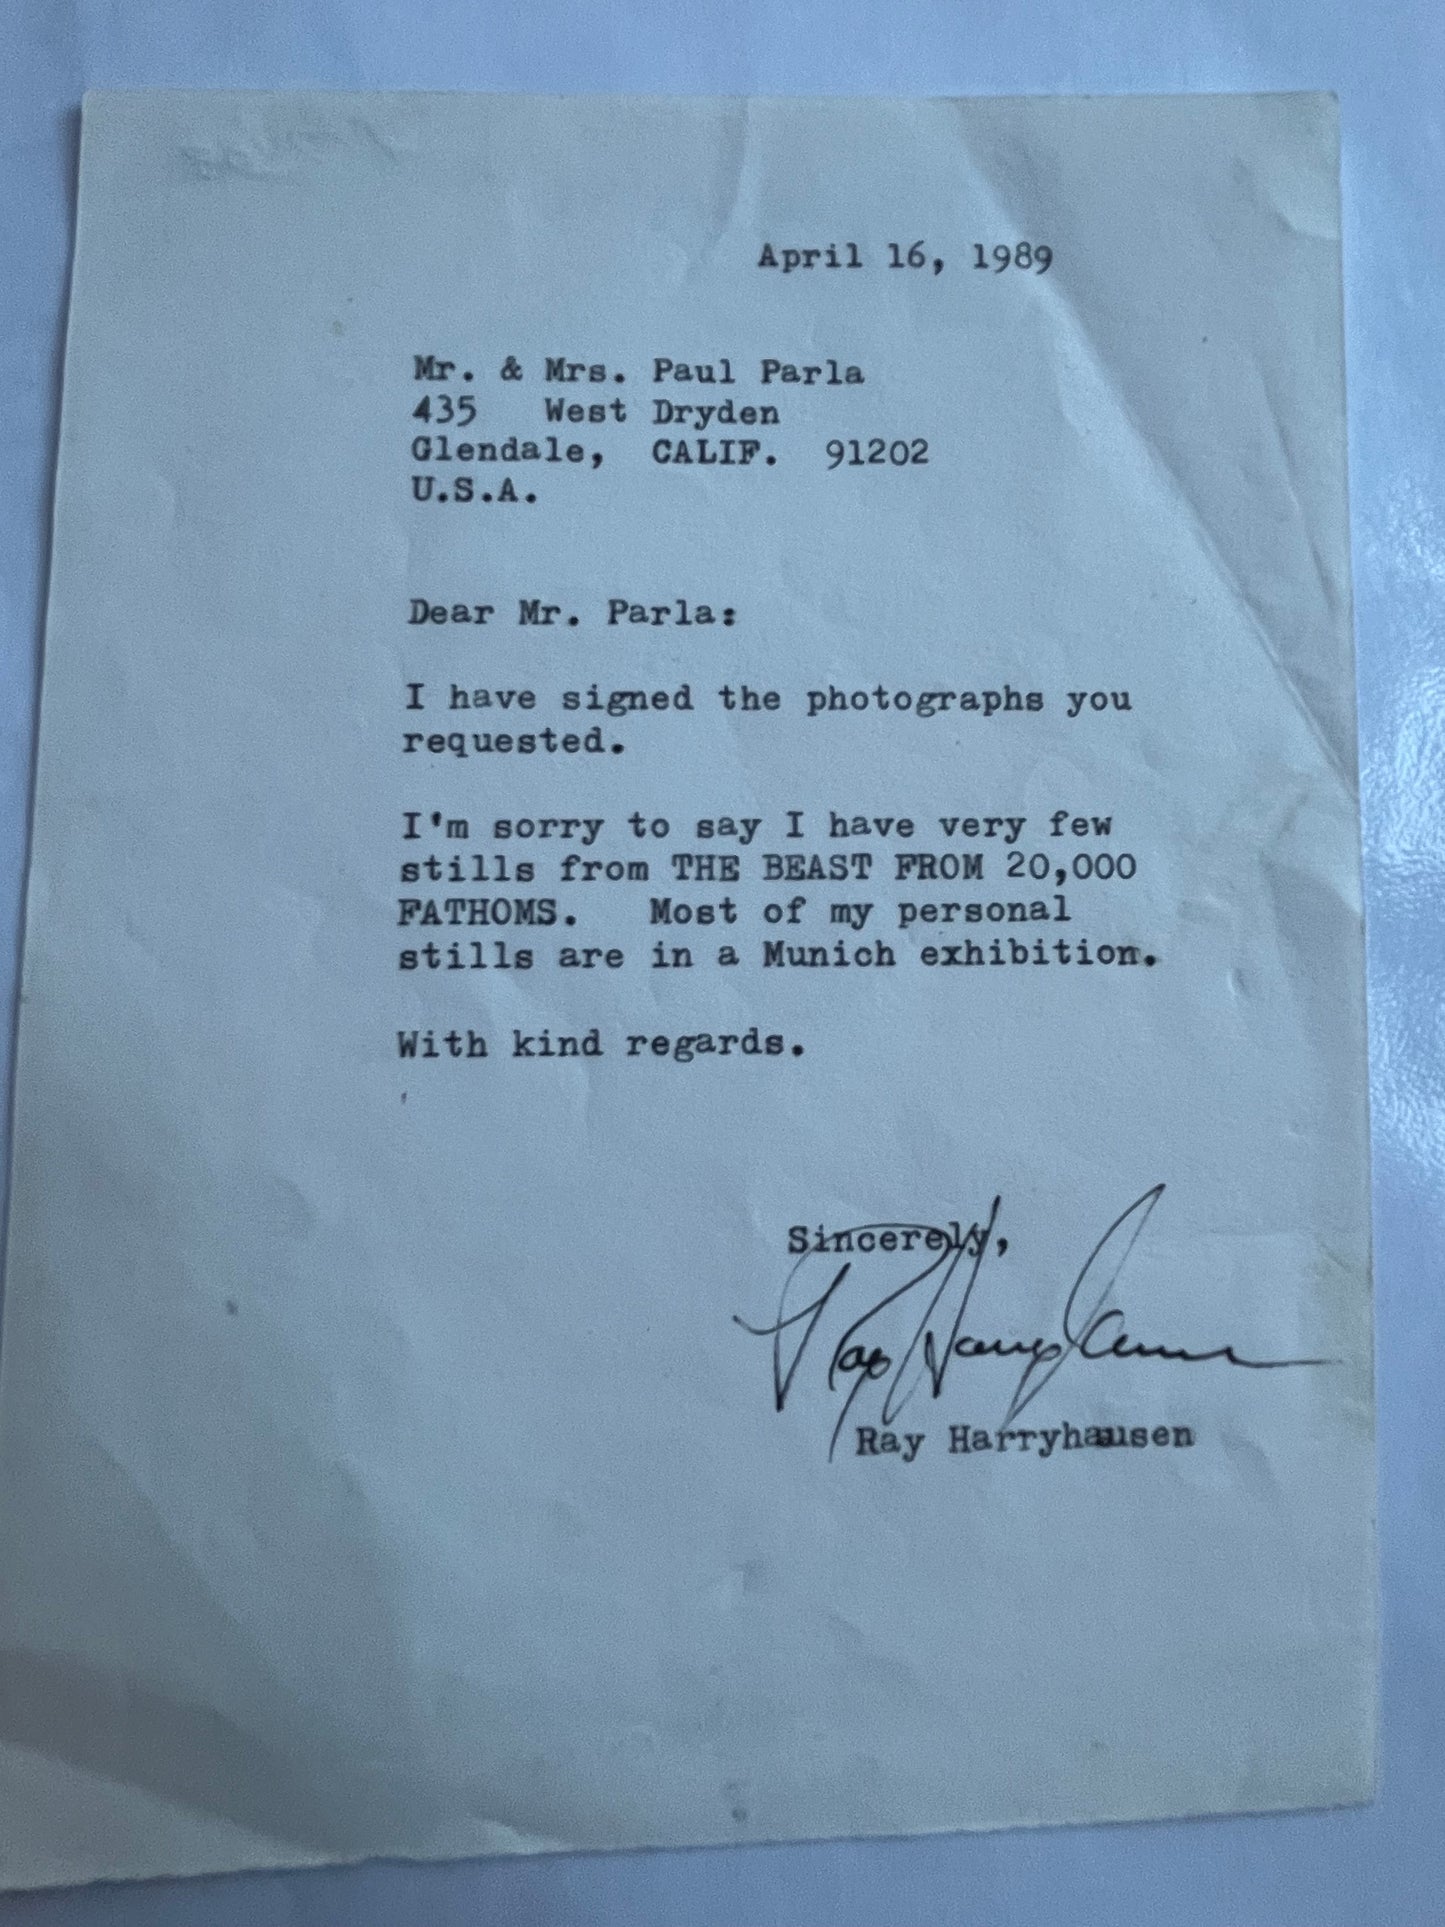 April 16, 1989
Mr. & Mrs. Paul Parla
435   West Dryden
Glendale,  CALIF.  91202
U.S.A.
Dear Mr. Parla:
I have signed the photographs you
requested.
I'm sorry to say I have very few
stills from THE BEAST FROM 20,000
FATHOMS.   Most of my personal
stills are in a Munich exhibition.
With kind regards.
Sincerely,
Ray Harryhausen
Ray Harryhausen